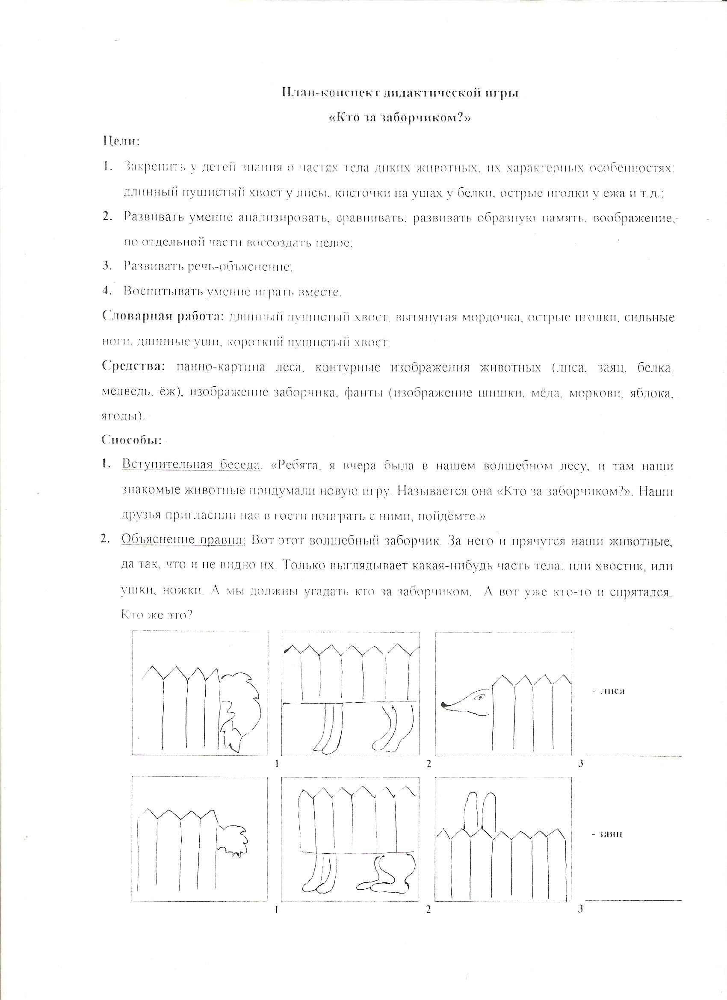 План-конспект дидактической игры
«Кто за заборчиком?»
Цели:
1. Закрепить у детей знания о частях тела диких животных, их характерных особенностях:
длинный пушистый хвост у лисы, кисточки на ушах у белки, острые иголки у ежа и т.д.;
2. Развивать умение анализировать, сравнивать; развивать образную память, воображение,
по отдельной части воссоздать целое;
3. Развивать речь-объяснение,
4. Воспитывать умение играть вместе.
Словарная работа: длинный пушистый хвост, вытянутая мордочка, острые иголки, сильные
ноги, длинные уши, короткий пушистый хвост.
Средства: панно-картина леса, контурные изображения животных (лиса, заяц, белка,
медведь, ёж), изображение заборчика, фанты (изображение шишки, мёда, моркови, яблока,
ягоды).
Способы:
1. Вступительная беседа. «Ребята, я вчера была в нашем волшебном лесу, и там наши
знакомые животные придумали новую игру. Называется она «Кто за заборчиком?». Наши
друзья пригласили нас в гости поиграть с ними, пойдёмте.»
2. Объяснение правил: Вот этот волшебный заборчик. За него и прячутся наши животные,
да так, что и не видно их. Только выглядывает какая-нибудь часть тела: или хвостик, или
ушки, ножки. А мы должны угадать кто за заборчиком. А вот уже кто-то и спрятался.
Кто же это?
- лиса
1 2 3
- заяц
1 2 3